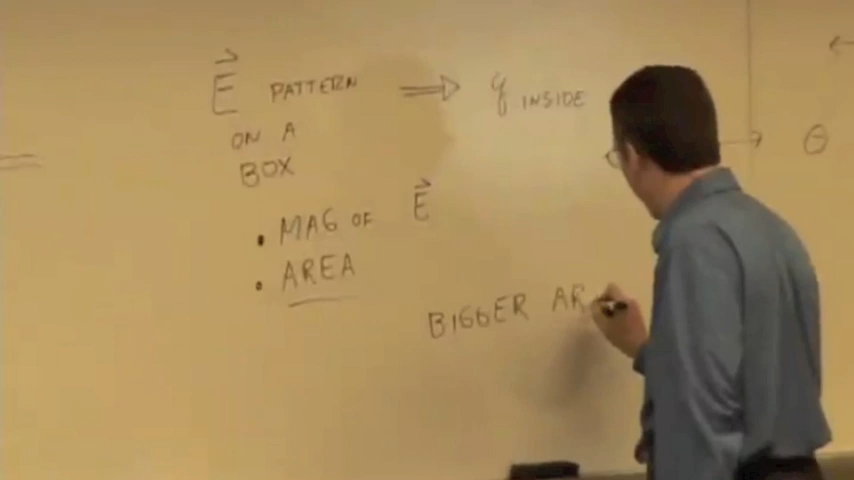 E PATTERN ⇒ q INSIDE
ON A
BOX
• MAG OF E
• AREA
BIGGER AR
→ θ